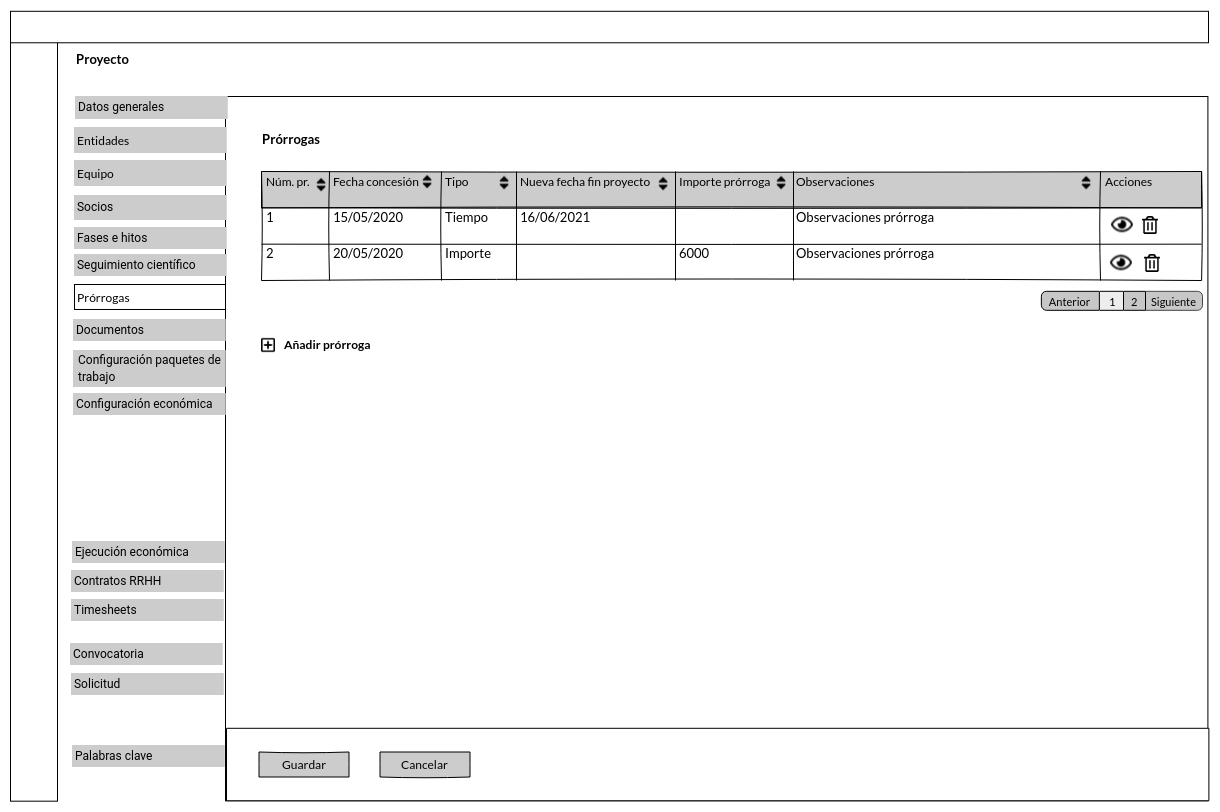 Proyecto
Datos generales
Entidades
Equipo
Socios
Fases e hitos
Seguimiento científico
Prórrogas
Documentos
Configuración paquetes de
trabajo
Configuración económica
Ejecución económica
Contratos RRHH
Timesheets
Convocatoria
Solicitud
Palabras clave
Prórrogas
Núm. pr. Fecha concesión Tipo Nueva fecha fin proyecto Importe prórroga Observaciones Acciones
1 15/05/2020 Tiempo 16/06/2021 Observaciones prórroga
2 20/05/2020 Importe 6000 Observaciones prórroga
Anterior 1 2 Siguiente
Añadir prórroga
Guardar Cancelar